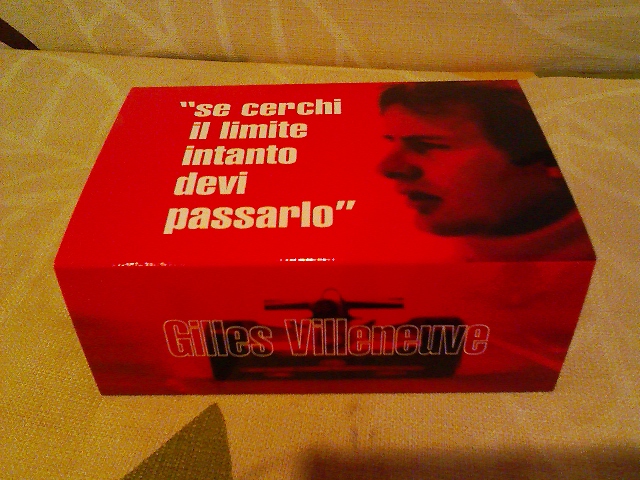 "se cerchi
il limite
intanto
devi
passarlo"
Gilles Villeneuve